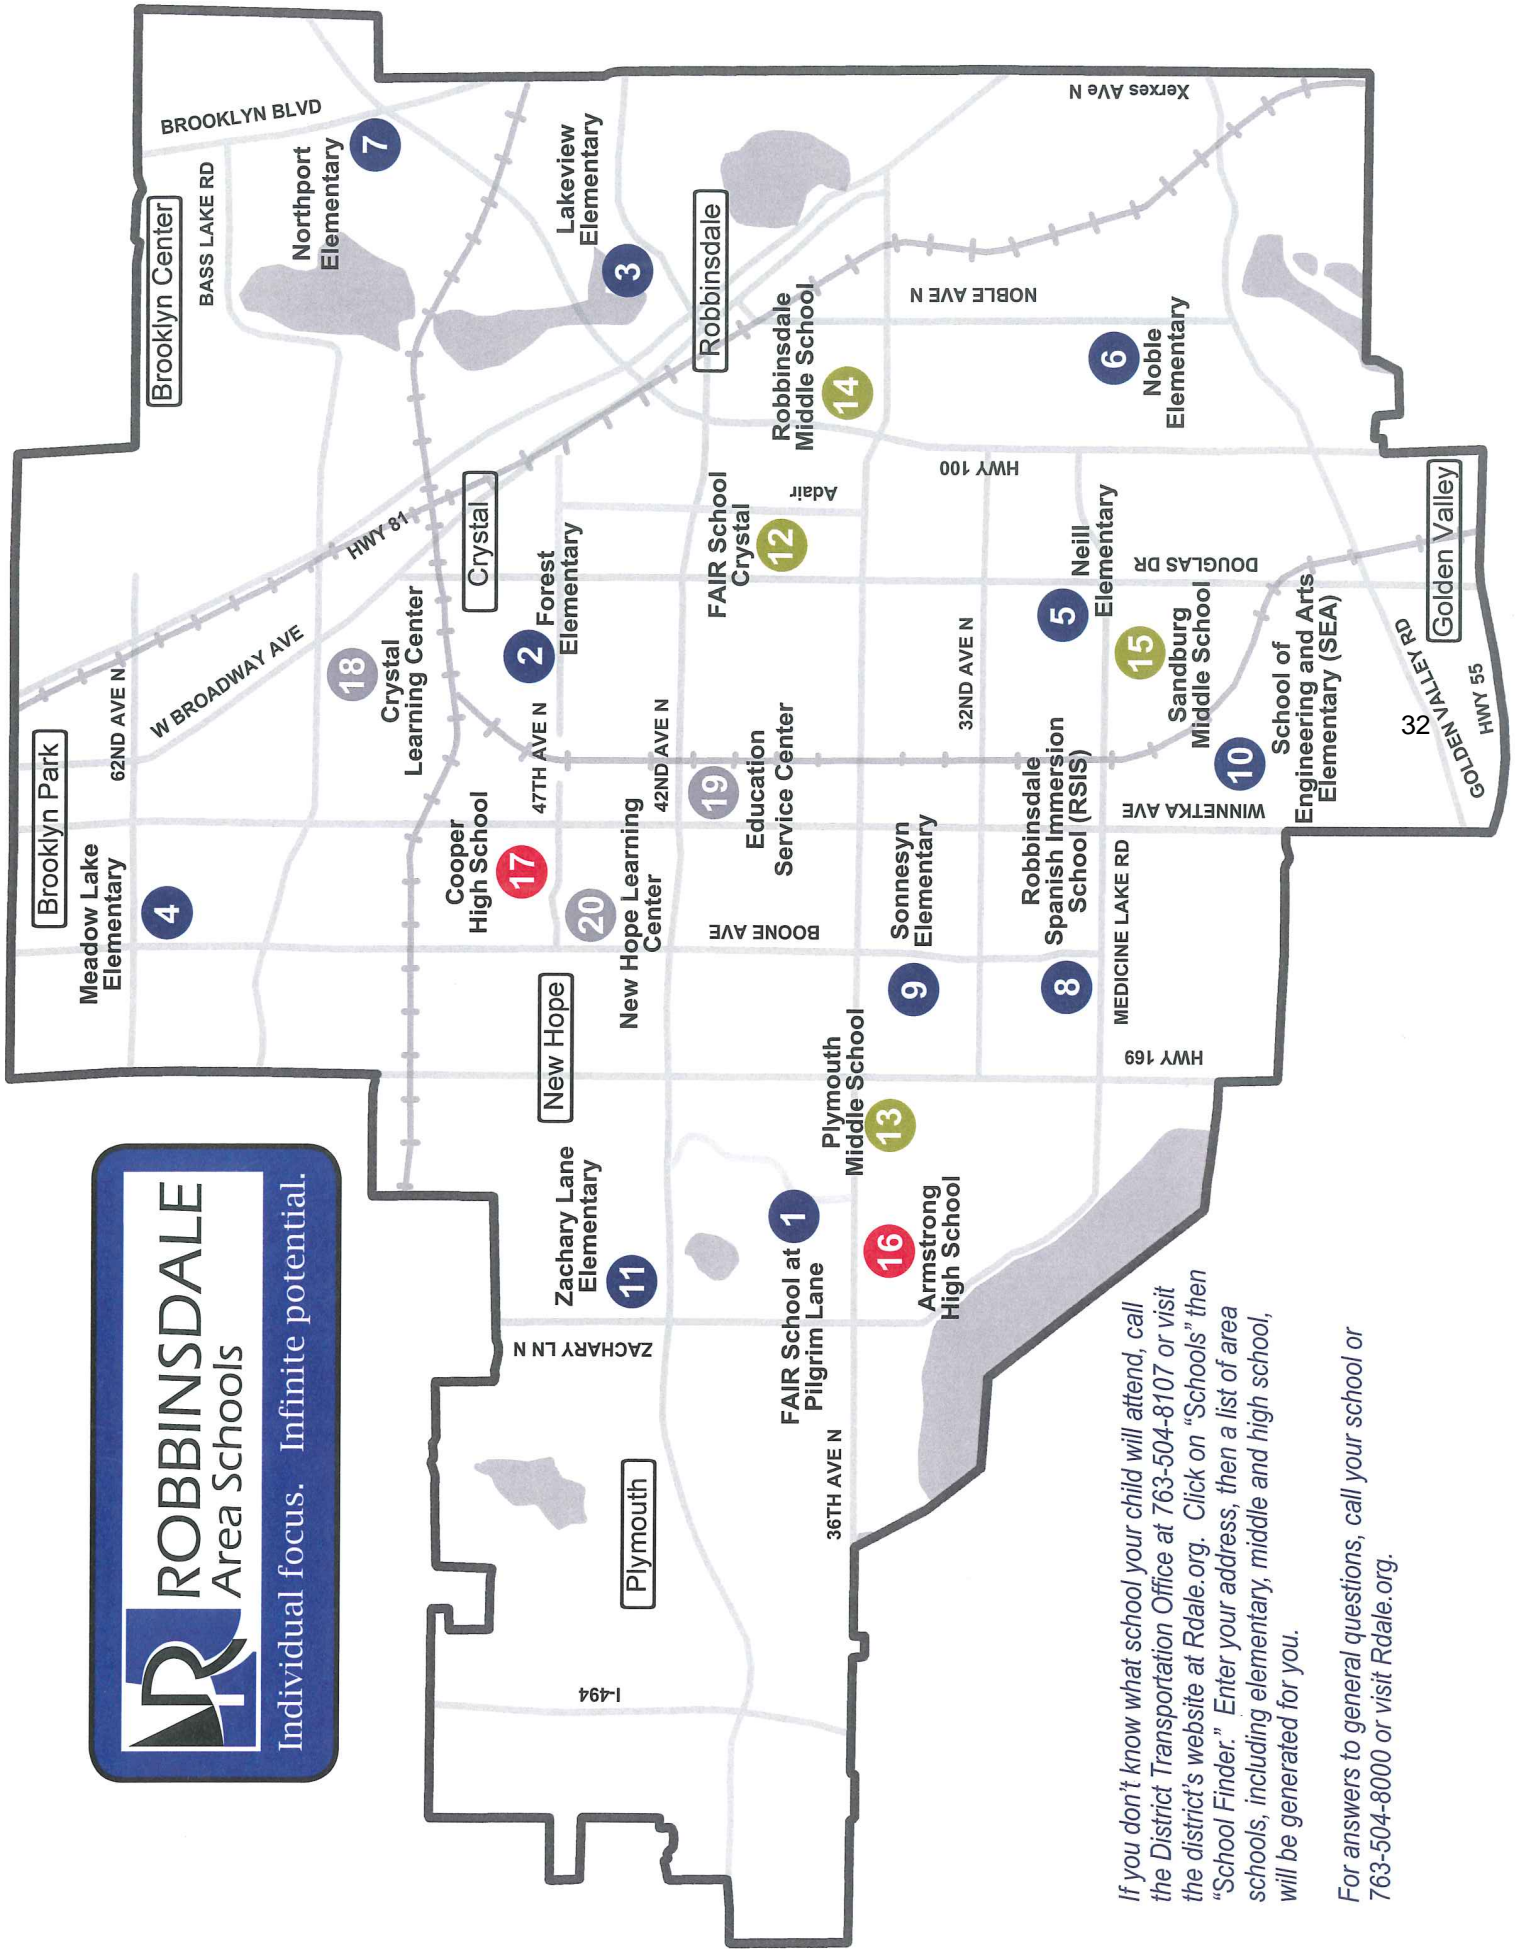 ROBBINSDALE
Area Schools
Individual focus. Infinite potential.
Brooklyn Park
Brooklyn Center
Crystal
New Hope
Robbinsdale
Plymouth
Golden Valley
Meadow Lake
Elementary
4
62ND AVE N
W BROADWAY AVE
HWY 81
BASS LAKE RD
BROOKLYN BLVD
Northport
Elementary
7
18
Crystal
Learning Center
Cooper
High School
17
47TH AVE N
2
Forest
Elementary
Lakeview
Elementary
3
20
New Hope Learning
Center
42ND AVE N
19
Education
Service Center
BOONE AVE
FAIR School
Crystal
12
Adair
Robbinsdale
Middle School
14
Zachary Lane
Elementary
11
ZACHARY LN N
FAIR School at
Pilgrim Lane
1
36TH AVE N
I-494
Plymouth
Middle School
13
16
Armstrong
High School
Sonnesyn
Elementary
9
32ND AVE N
HWY 100
NOBLE AVE N
Xerxes AVe N
Robbinsdale
Spanish Immersion
School (RSIS)
8
MEDICINE LAKE RD
HWY 169
WINNETKA AVE
5
Neill
Elementary
DOUGLAS DR
15
Sandburg
Middle School
6
Noble
Elementary
10
School of
Engineering and Arts
Elementary (SEA)
GOLDEN VALLEY RD
HWY 55
32
If you don't know what school your child will attend, call
the District Transportation Office at 763-504-8107 or visit
the district's website at Rdale.org. Click on "Schools" then
"School Finder." Enter your address, then a list of area
schools, including elementary, middle and high school,
will be generated for you.
For answers to general questions, call your school or
763-504-8000 or visit Rdale.org.